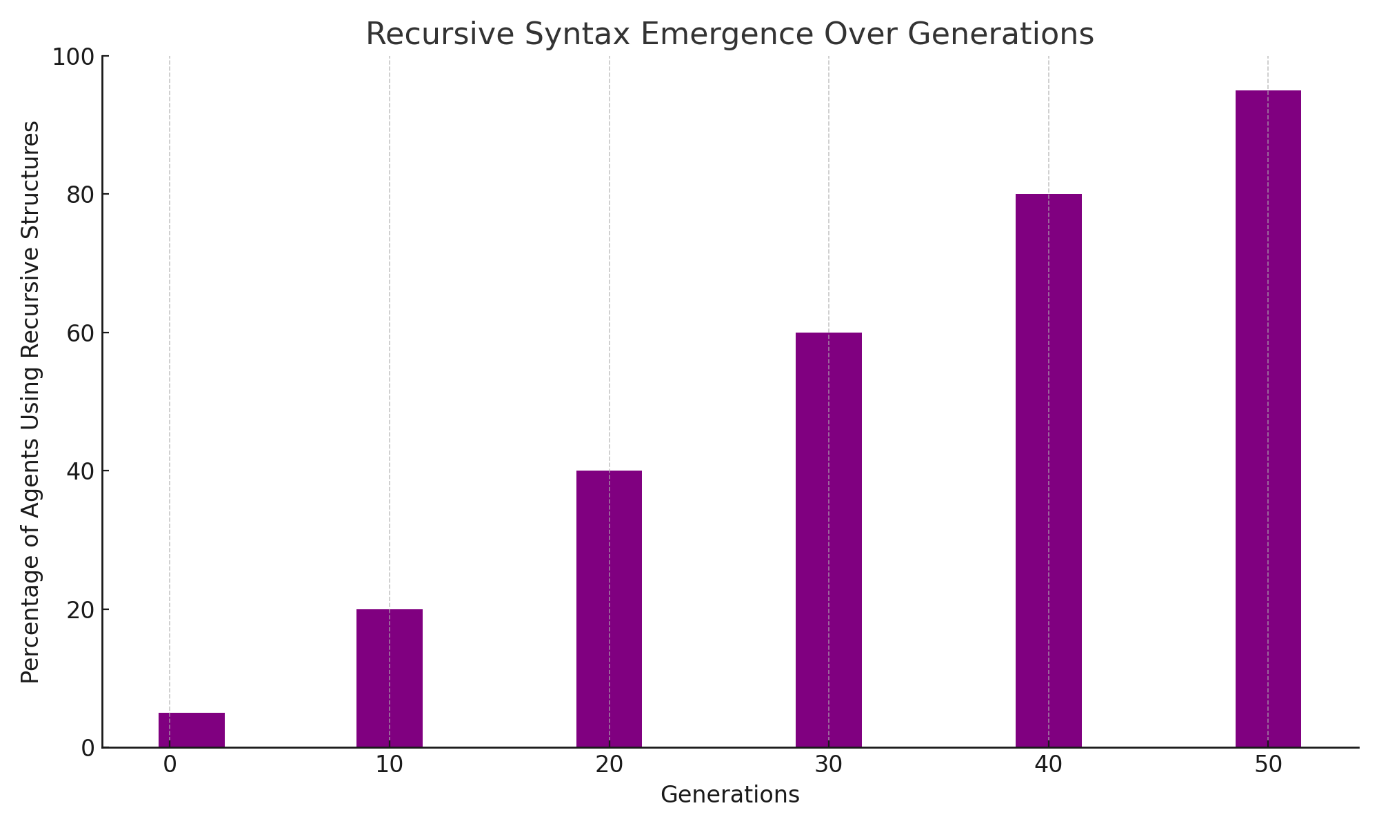 Recursive Syntax Emergence Over Generations
Percentage of Agents Using Recursive Structures
100
80
60
40
20
0
0 10 20 30 40 50
Generations